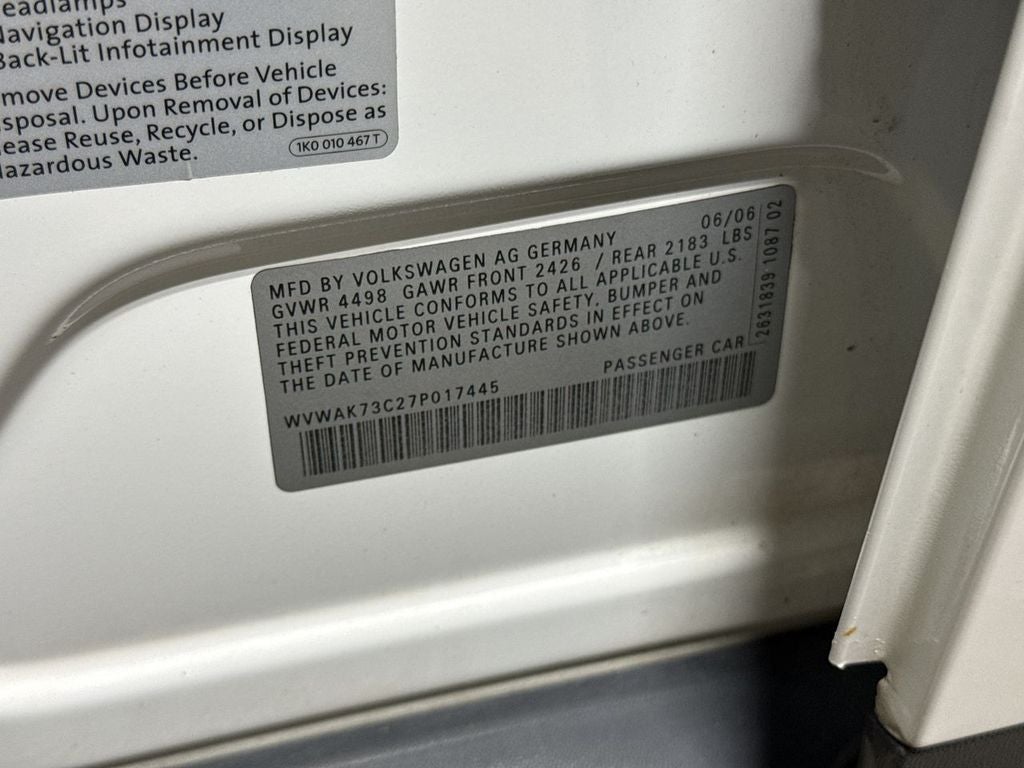 Navigation Display
Back-Lit Infotainment Display
move Devices Before Vehicle
sposal. Upon Removal of Devices:
ease Reuse, Recycle, or Dispose as
azardous Waste.
1K0 010 467 T
06/06
MFD BY VOLKSWAGEN AG GERMANY
GVWR 4498 GAWR FRONT 2426 / REAR 2183 LBS
THIS VEHICLE CONFORMS TO ALL APPLICABLE U.S.
FEDERAL MOTOR VEHICLE SAFETY, BUMPER AND
THEFT PREVENTION STANDARDS IN EFFECT ON
THE DATE OF MANUFACTURE SHOWN ABOVE.
WVWAK73C27P017445 PASSENGER CAR
2631839 1087 02